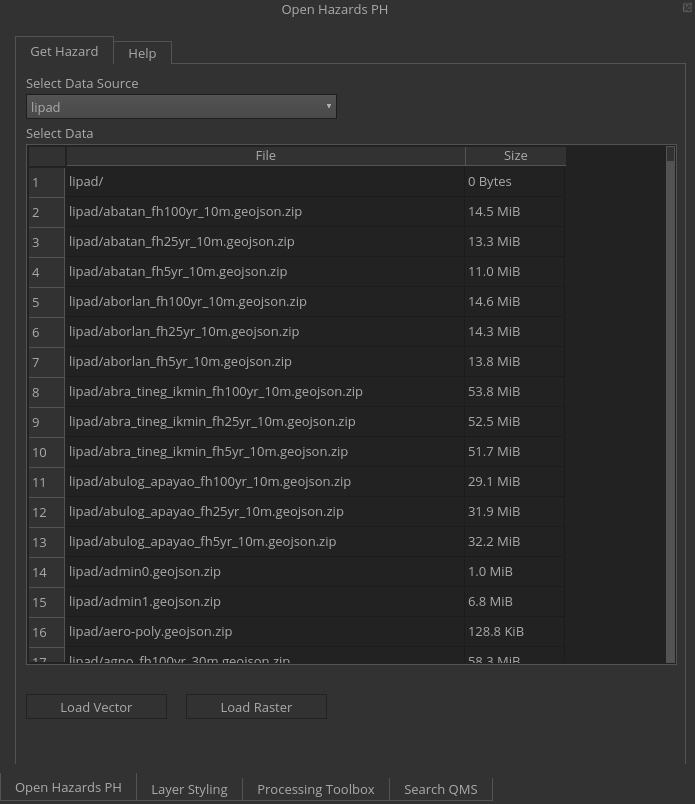 Open Hazards PH
Get Hazard Help
Select Data Source
lipad
Select Data
File Size
1 lipad/ 0 Bytes
2 lipad/abatan_fh100yr_10m.geojson.zip 14.5 MiB
3 lipad/abatan_fh25yr_10m.geojson.zip 13.3 MiB
4 lipad/abatan_fh5yr_10m.geojson.zip 11.0 MiB
5 lipad/aborlan_fh100yr_10m.geojson.zip 14.6 MiB
6 lipad/aborlan_fh25yr_10m.geojson.zip 14.3 MiB
7 lipad/aborlan_fh5yr_10m.geojson.zip 13.8 MiB
8 lipad/abra_tineg_ikmin_fh100yr_10m.geojson.zip 53.8 MiB
9 lipad/abra_tineg_ikmin_fh25yr_10m.geojson.zip 52.5 MiB
10 lipad/abra_tineg_ikmin_fh5yr_10m.geojson.zip 51.7 MiB
11 lipad/abulog_apayao_fh100yr_10m.geojson.zip 29.1 MiB
12 lipad/abulog_apayao_fh25yr_10m.geojson.zip 31.9 MiB
13 lipad/abulog_apayao_fh5yr_10m.geojson.zip 32.2 MiB
14 lipad/admin0.geojson.zip 1.0 MiB
15 lipad/admin1.geojson.zip 6.8 MiB
16 lipad/aero-poly.geojson.zip 128.8 KiB
17 lipad/agno_fh100yr_30m.geojson.zip 58.3 MiB
Load Vector Load Raster
Open Hazards PH Layer Styling Processing Toolbox Search QMS